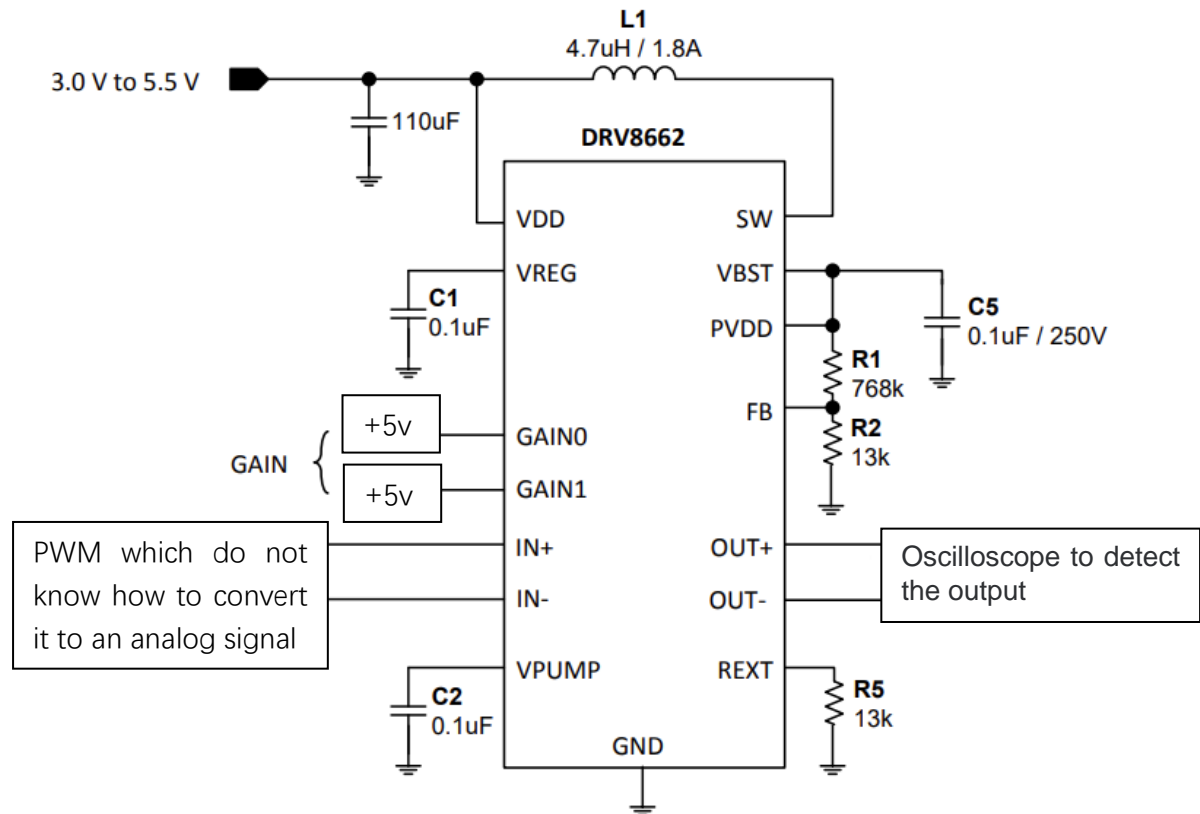 L1
4.7uH / 1.8A
3.0 V to 5.5 V
110uF
DRV8662
VDD
SW
VREG
VBST
C1
0.1uF
PVDD
C5
0.1uF / 250V
R1
768k
FB
R2
13k
GAIN
+5v
GAIN0
+5v
GAIN1
PWM which do not
know how to convert
it to an analog signal
IN+
IN-
OUT+
OUT-
Oscilloscope to detect
the output
VPUMP
REXT
C2
0.1uF
R5
13k
GND